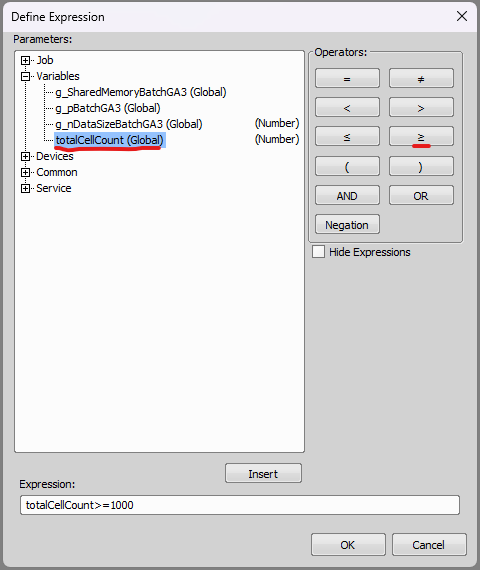 Define Expression
Parameters:
Job
Variables
g_SharedMemoryBatchGA3 (Global)
g_pBatchGA3 (Global)
g_nDataSizeBatchGA3 (Global) (Number)
totalCellCount (Global) (Number)
Devices
Common
Service
Operators:
= ≠
< >
≤ ≥
( )
AND OR
Negation
Hide Expressions
Insert
Expression:
totalCellCount>=1000
OK Cancel